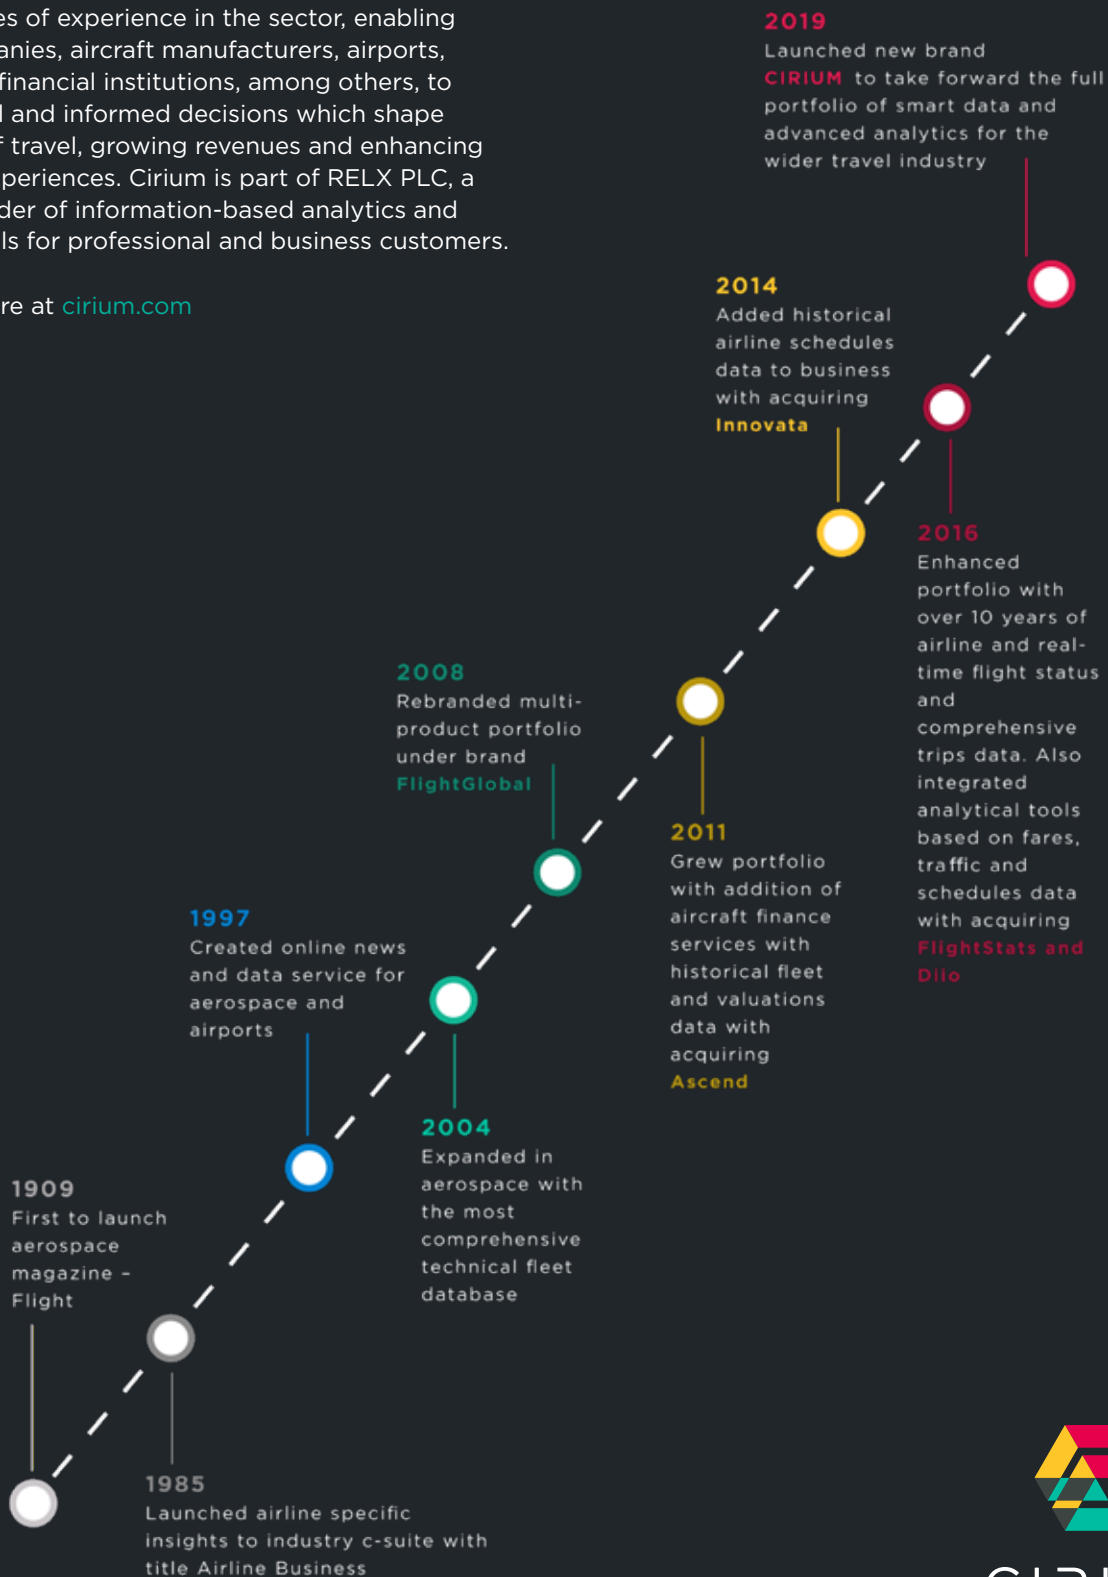 es of experience in the sector, enabling
anies, aircraft manufacturers, airports,
financial institutions, among others, to
l and informed decisions which shape
f travel, growing revenues and enhancing
periences. Cirium is part of RELX PLC, a
der of information-based analytics and
ls for professional and business customers.
re at cirium.com
2019
Launched new brand
CIRIUM to take forward the full
portfolio of smart data and
advanced analytics for the
wider travel industry
2014
Added historical
airline schedules
data to business
with acquiring
Innovata
2016
Enhanced
portfolio with
over 10 years of
airline and real-
time flight status
and
comprehensive
trips data. Also
integrated
analytical tools
based on fares,
traffic and
schedules data
with acquiring
FlightStats and
Diio
2008
Rebranded multi-
product portfolio
under brand
FlightGlobal
2011
Grew portfolio
with addition of
aircraft finance
services with
historical fleet
and valuations
data with
acquiring
Ascend
1997
Created online news
and data service for
aerospace and
airports
2004
Expanded in
aerospace with
the most
comprehensive
technical fleet
database
1909
First to launch
aerospace
magazine –
Flight
1985
Launched airline specific
insights to industry c-suite with
title Airline Business